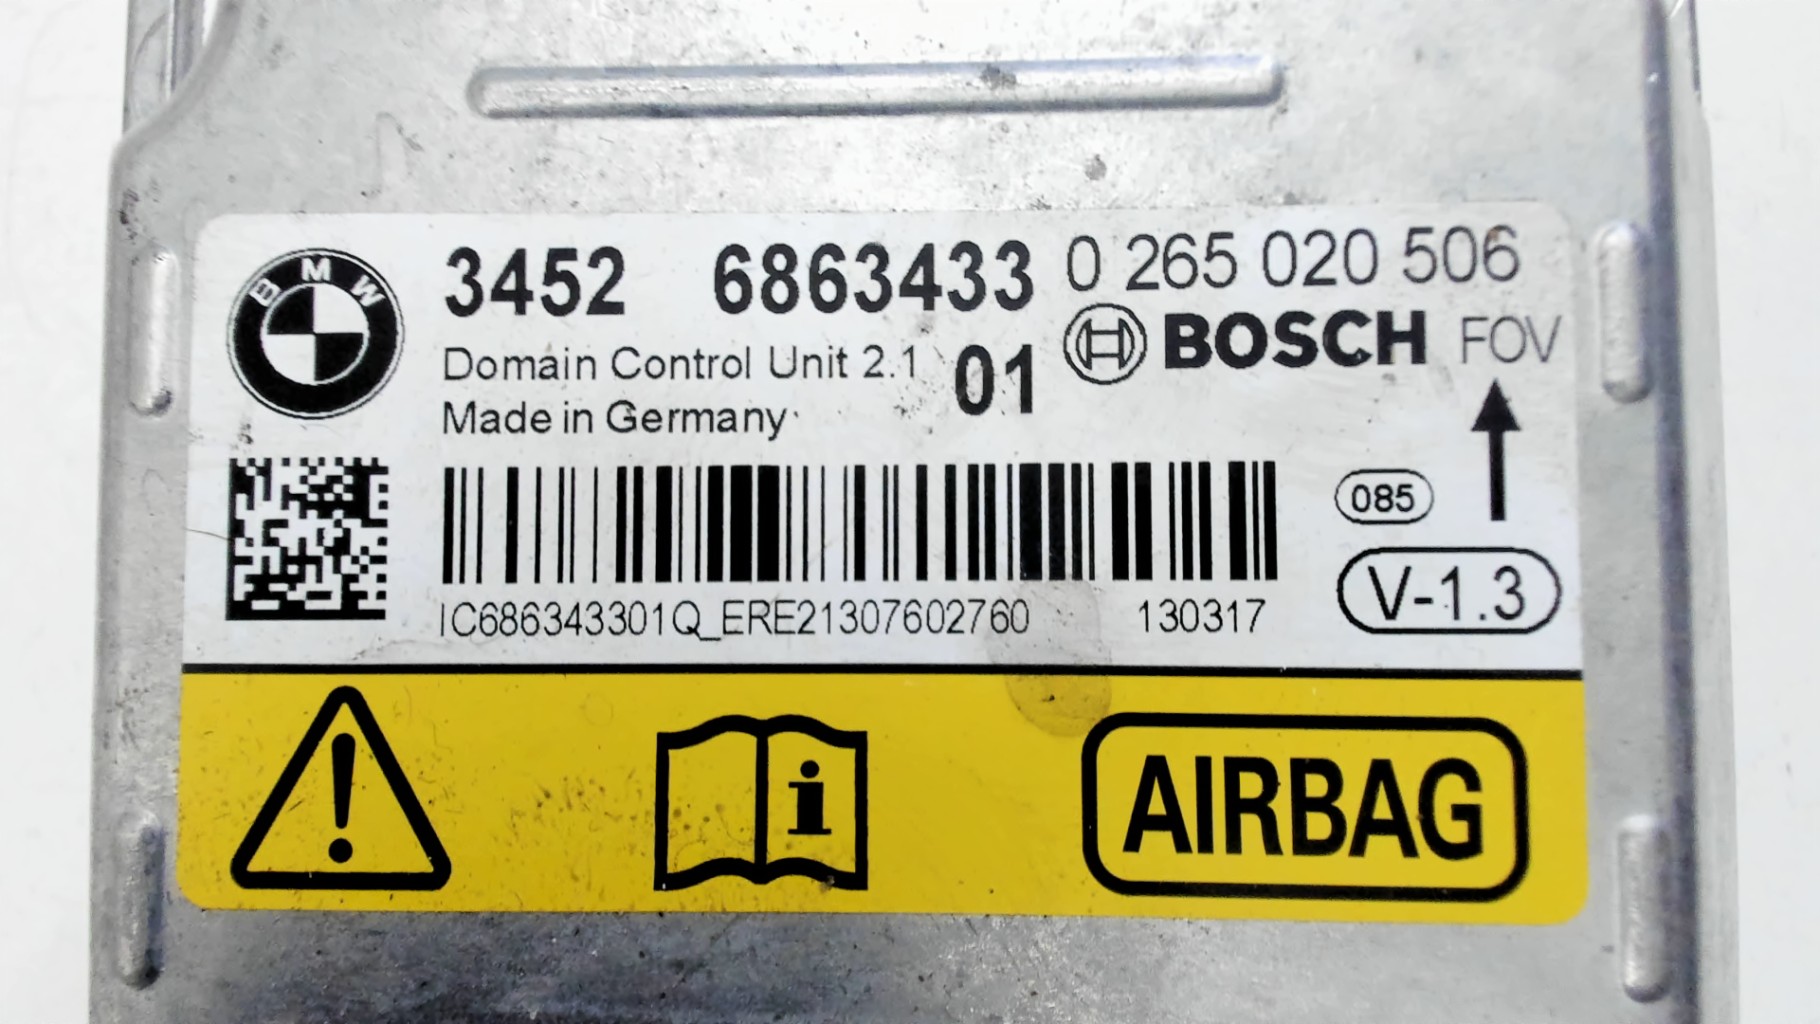 BMW
3452 6863433
0 265 020 506
Domain Control Unit 2.1
01
BOSCH FOV
Made in Germany
085
V-1.3
IC686343301Q_ERE21307602760 130317
! i AIRBAG